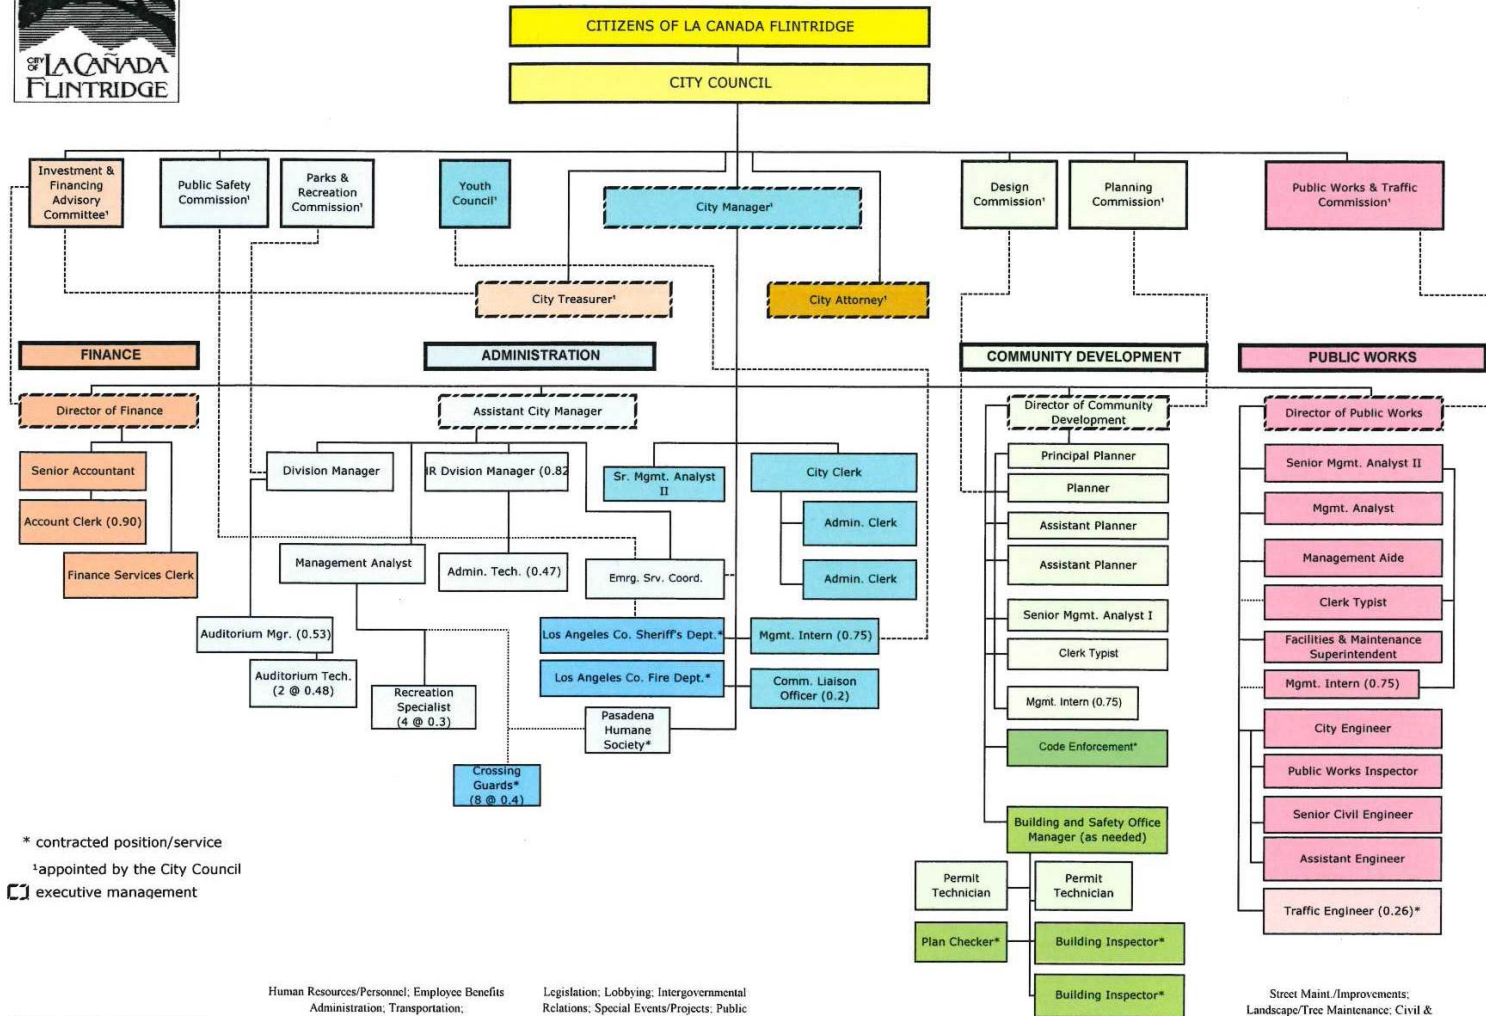 CITY OF LA CAÑADA
FLINTRIDGE
CITIZENS OF LA CANADA FLINTRIDGE
CITY COUNCIL
Investment &
Financing
Advisory
Committee¹
Public Safety
Commission¹
Parks &
Recreation
Commission¹
Youth
Council¹
City Manager¹
Design
Commission¹
Planning
Commission¹
Public Works & Traffic
Commission¹
City Treasurer¹
City Attorney¹
FINANCE
ADMINISTRATION
COMMUNITY DEVELOPMENT
PUBLIC WORKS
Director of Finance
Assistant City Manager
Director of Community
Development
Director of Public Works
Senior Accountant
Account Clerk (0.90)
Finance Services Clerk
Division Manager
IR Dvision Manager (0.82
Sr. Mgmt. Analyst
II
City Clerk
Admin. Clerk
Admin. Clerk
Management Analyst
Admin. Tech. (0.47)
Emrg. Srv. Coord.
Auditorium Mgr. (0.53)
Auditorium Tech.
(2 @ 0.48)
Recreation
Specialist
(4 @ 0.3)
Los Angeles Co. Sheriff's Dept.*
Mgmt. Intern (0.75)
Los Angeles Co. Fire Dept.*
Comm. Liaison
Officer (0.2)
Pasadena
Humane
Society*
Crossing
Guards*
(8 @ 0.4)
Principal Planner
Planner
Assistant Planner
Assistant Planner
Senior Mgmt. Analyst I
Clerk Typist
Mgmt. Intern (0.75)
Code Enforcement*
Building and Safety Office
Manager (as needed)
Permit
Technician
Permit
Technician
Plan Checker*
Building Inspector*
Building Inspector*
Senior Mgmt. Analyst II
Mgmt. Analyst
Management Aide
Clerk Typist
Facilities & Maintenance
Superintendent
Mgmt. Intern (0.75)
City Engineer
Public Works Inspector
Senior Civil Engineer
Assistant Engineer
Traffic Engineer (0.26)*
* contracted position/service
¹appointed by the City Council
executive management
Human Resources/Personnel; Employee Benefits
Administration; Transportation;
Legislation; Lobbying; Intergovernmental
Relations; Special Events/Projects; Public
Street Maint./Improvements;
Landscape/Tree Maintenance; Civil &